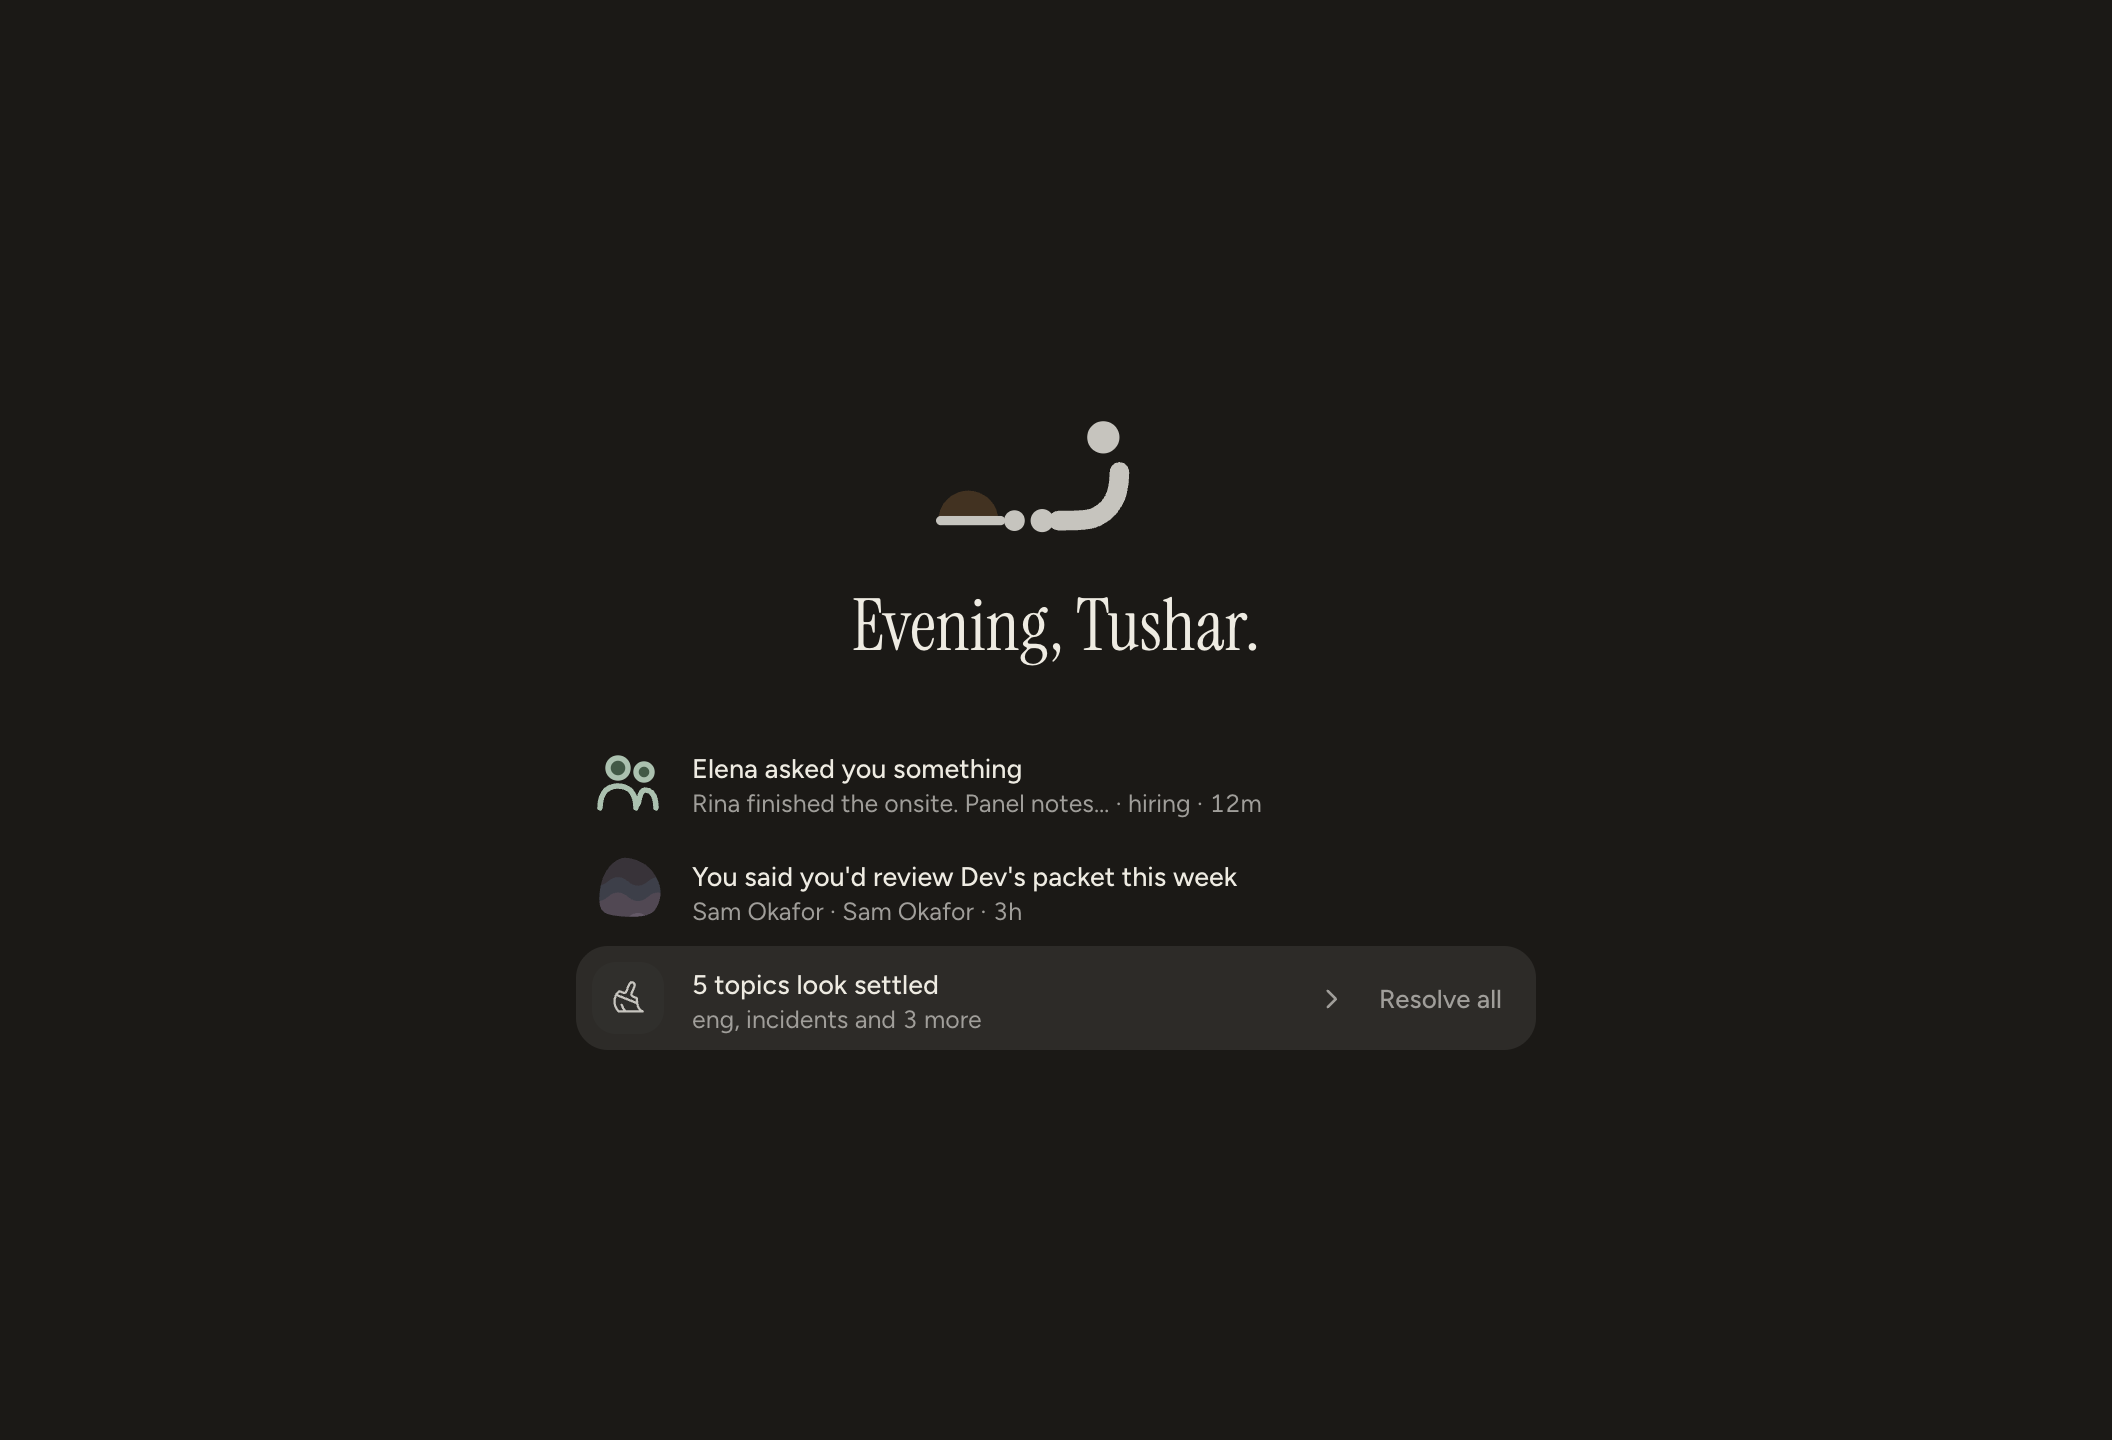 Evening, Tushar.
Elena asked you something
Rina finished the onsite. Panel notes... · hiring · 12m
You said you'd review Dev's packet this week
Sam Okafor · Sam Okafor · 3h
5 topics look settled
eng, incidents and 3 more
Resolve all